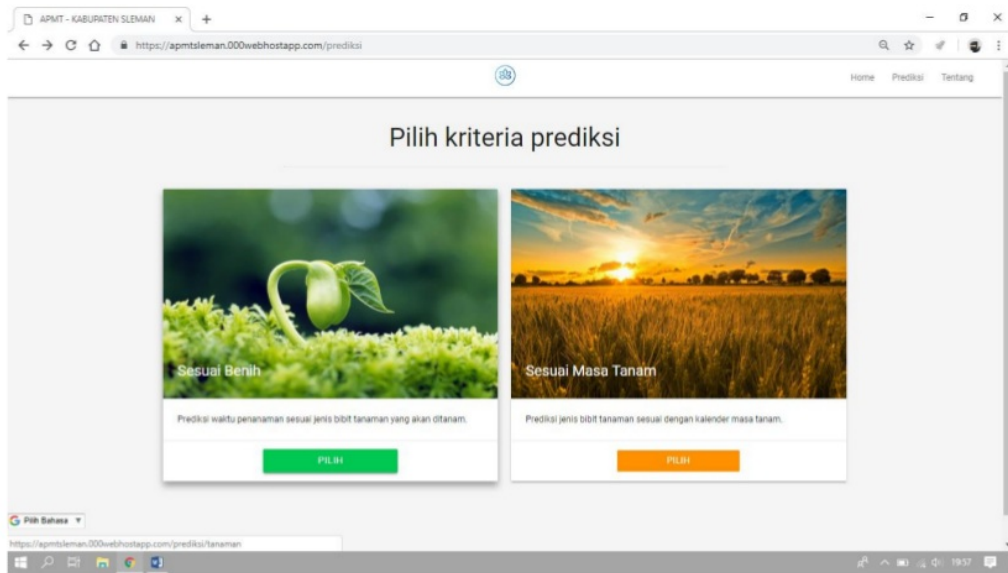 APMT - KABUPATEN SLEMAN
https://apmtsleman.000webhostapp.com/prediksi
Home Prediksi Tentang
Pilih kriteria prediksi
Sesuai Benih
Prediksi waktu penanaman sesuai jenis bibit tanaman yang akan ditanam.
PILIH
Sesuai Masa Tanam
Prediksi jenis bibit tanaman sesuai dengan kalender masa tanam.
PILIH
G Pilih Bahasa ▼
https://apmtsleman.000webhostapp.com/prediksi/tanaman
19:57